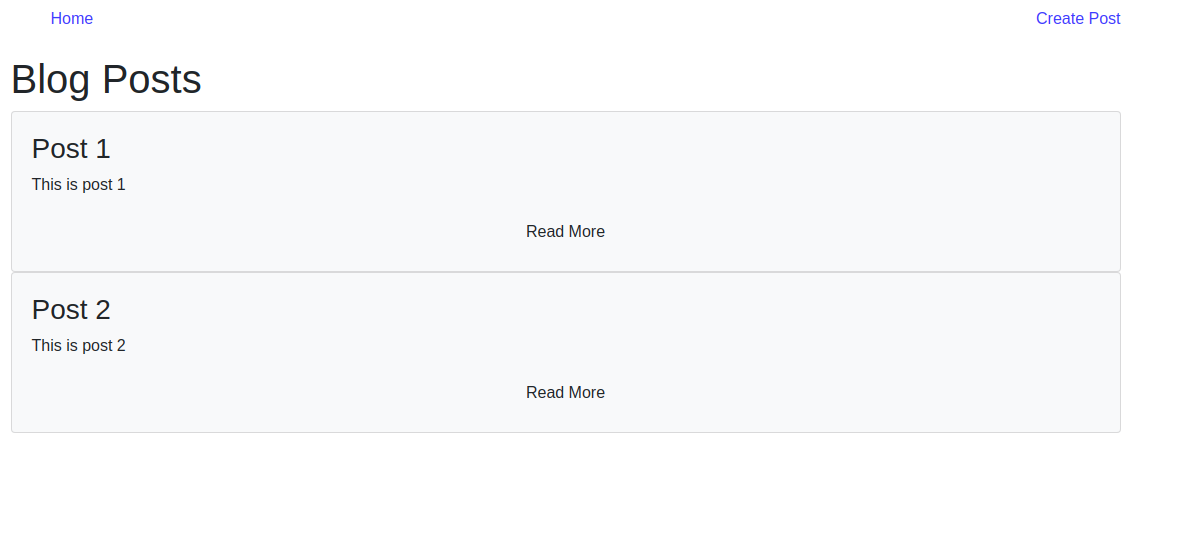 Home Create Post
Blog Posts
Post 1
This is post 1
Read More
Post 2
This is post 2
Read More